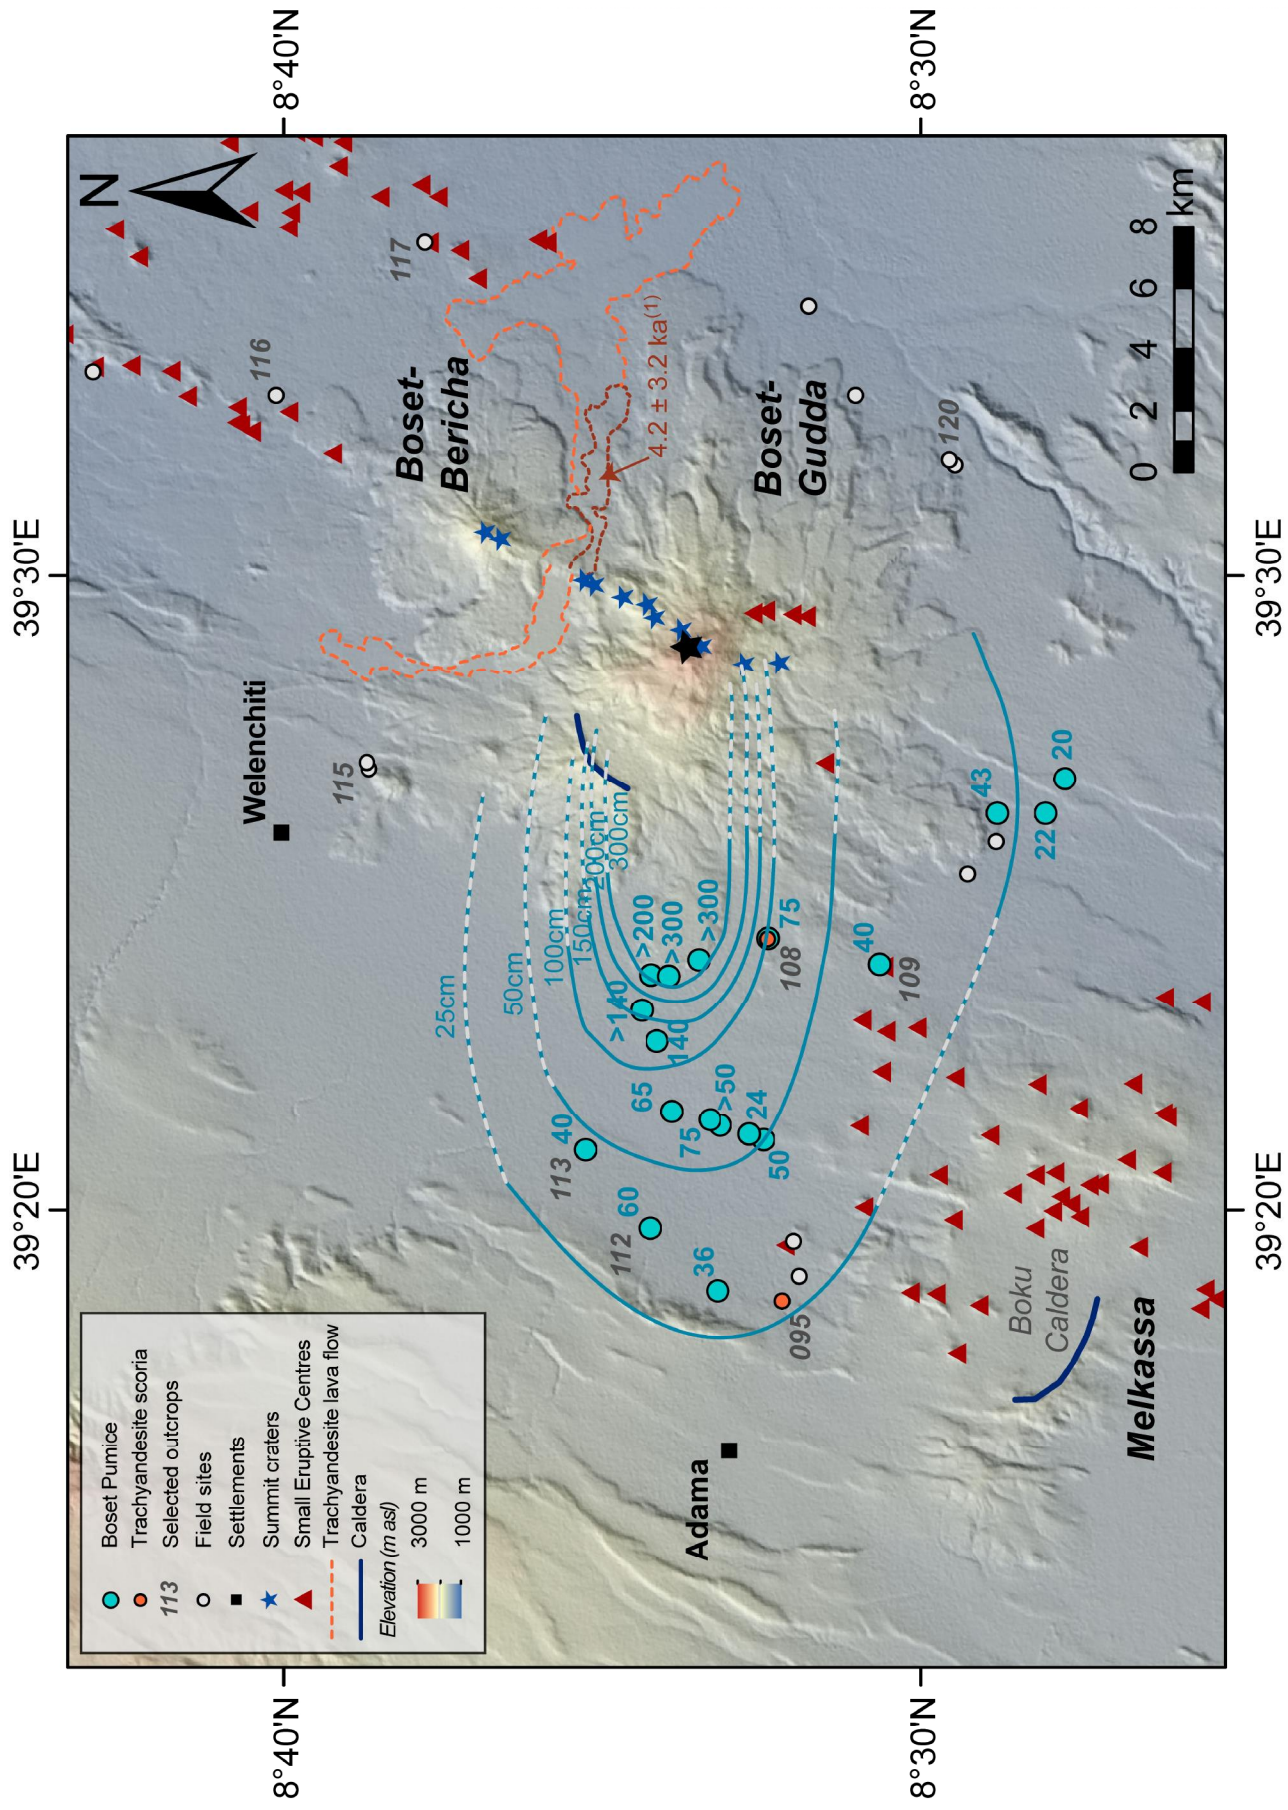 39°20'E
39°30'E
8°40'N
8°30'N
8°40'N
8°30'N
39°20'E
39°30'E
Boset Pumice
Trachyandesite scoria
113
Selected outcrops
Field sites
Settlements
Summit craters
Small Eruptive Centres
Trachyandesite lava flow
Caldera
Elevation (m asl)
3000 m
1000 m
N
Welenchiti
115
116
117
Boset-
Bericha
4.2 ± 3.2 ka(1)
Boset-
Gudda
120
25cm
50cm
100cm
150cm
200cm
300cm
113
40
112
60
36
65
75
>50
24
50
>140
140
>200
>300
>300
75
108
40
109
43
22
20
095
Adama
Boku
Caldera
Melkassa
0 2 4 6 8
km